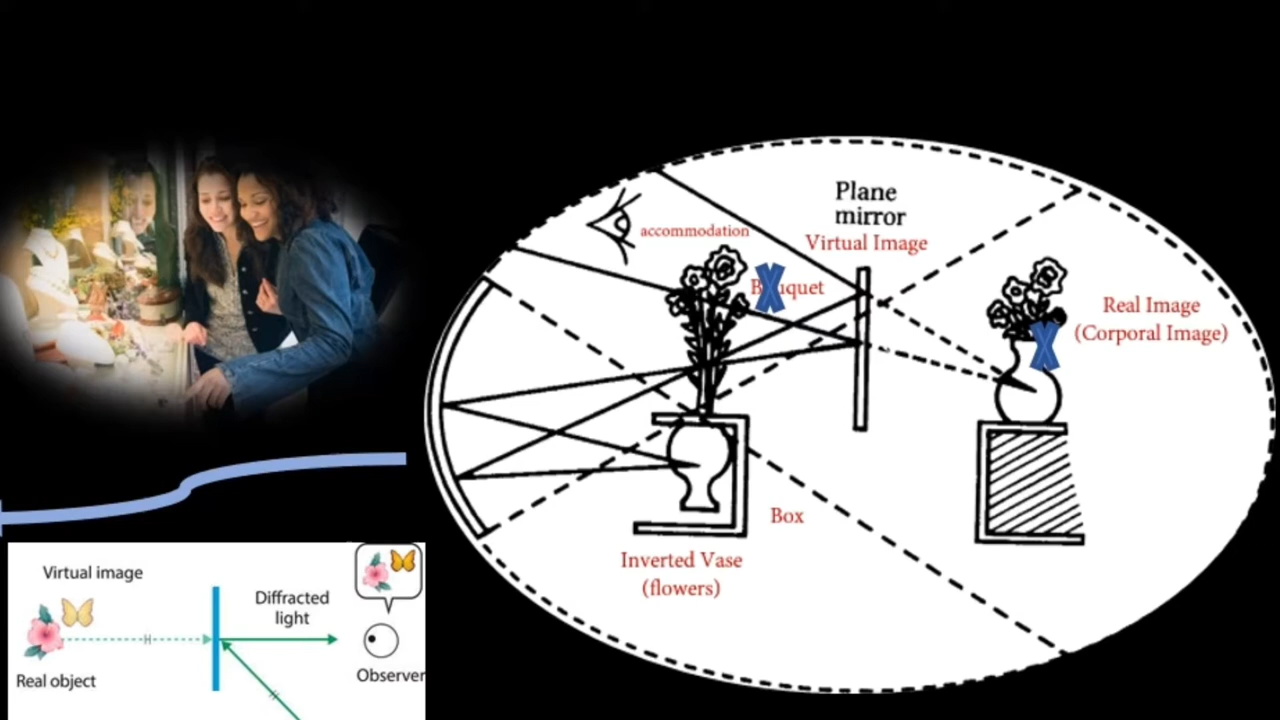 Plane
mirror
Virtual Image
accommodation
Real Image
(Corporal Image)
Box
Inverted Vase
(flowers)
Virtual image
Diffracted
light
Real object
Observer